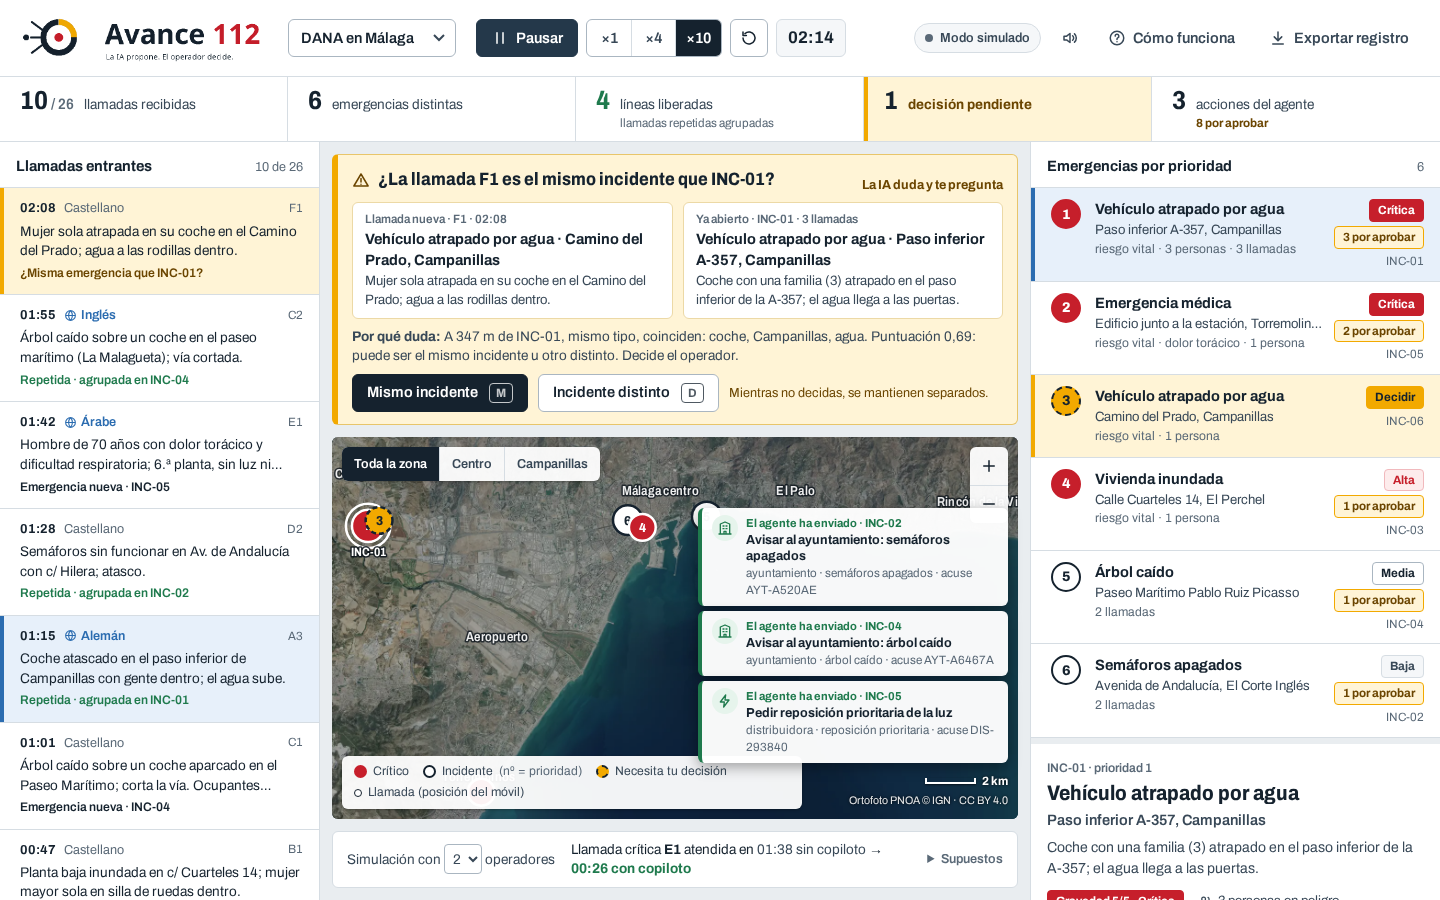 Avance 112
La IA propone. El operador decide.
DANA en Málaga
Pausar
×1
×4
×10
02:14
Modo simulado
Cómo funciona
Exportar registro
10 / 26 llamadas recibidas
6 emergencias distintas
4 líneas liberadas
llamadas repetidas agrupadas
1 decisión pendiente
3 acciones del agente
8 por aprobar
Llamadas entrantes
10 de 26
02:08 Castellano F1
Mujer sola atrapada en su coche en el Camino
del Prado; agua a las rodillas dentro.
¿Misma emergencia que INC-01?
01:55 Inglés C2
Árbol caído sobre un coche en el paseo
marítimo (La Malagueta); vía cortada.
Repetida · agrupada en INC-04
01:42 Árabe E1
Hombre de 70 años con dolor torácico y
dificultad respiratoria; 6.ª planta, sin luz ni...
Emergencia nueva · INC-05
01:28 Castellano D2
Semáforos sin funcionar en Av. de Andalucía
con c/ Hilera; atasco.
Repetida · agrupada en INC-02
01:15 Alemán A3
Coche atascado en el paso inferior de
Campanillas con gente dentro; el agua sube.
Repetida · agrupada en INC-01
01:01 Castellano C1
Árbol caído sobre un coche aparcado en el
Paseo Marítimo; corta la vía. Ocupantes...
Emergencia nueva · INC-04
00:47 Castellano B1
Planta baja inundada en c/ Cuarteles 14; mujer
mayor sola en silla de ruedas dentro.
¿La llamada F1 es el mismo incidente que INC-01?
La IA duda y te pregunta
Llamada nueva · F1 · 02:08
Vehículo atrapado por agua · Camino del
Prado, Campanillas
Mujer sola atrapada en su coche en el Camino del
Prado; agua a las rodillas dentro.
Ya abierto · INC-01 · 3 llamadas
Vehículo atrapado por agua · Paso inferior
A-357, Campanillas
Coche con una familia (3) atrapado en el paso
inferior de la A-357; el agua llega a las puertas.
Por qué duda: A 347 m de INC-01, mismo tipo, coinciden: coche, Campanillas, agua. Puntuación 0,69:
puede ser el mismo incidente u otro distinto. Decide el operador.
Mismo incidente M
Incidente distinto D
Mientras no decidas, se mantienen separados.
Toda la zona
Centro
Campanillas
+
−
Málaga centro
El Palo
3
INC-01
4
Aeropuerto
El agente ha enviado · INC-02
Avisar al ayuntamiento: semáforos
apagados
ayuntamiento · semáforos apagados · acuse
AYT-A520AE
El agente ha enviado · INC-04
Avisar al ayuntamiento: árbol caído
ayuntamiento · árbol caído · acuse AYT-A6467A
El agente ha enviado · INC-05
Pedir reposición prioritaria de la luz
distribuidora · reposición prioritaria · acuse DIS-
293840
Crítico
Incidente (nº = prioridad)
Necesita tu decisión
Llamada (posición del móvil)
2 km
Ortofoto PNOA © IGN · CC BY 4.0
Simulación con 2 operadores
Llamada crítica E1 atendida en 01:38 sin copiloto →
00:26 con copiloto
Supuestos
Emergencias por prioridad
6
1 Vehículo atrapado por agua Crítica
Paso inferior A-357, Campanillas 3 por aprobar
riesgo vital · 3 personas · 3 llamadas
INC-01
2 Emergencia médica Crítica
Edificio junto a la estación, Torremolin... 2 por aprobar
riesgo vital · dolor torácico · 1 persona
INC-05
3 Vehículo atrapado por agua Decidir
Camino del Prado, Campanillas INC-06
riesgo vital · 1 persona
4 Vivienda inundada Alta
Calle Cuarteles 14, El Perchel 1 por aprobar
riesgo vital · 1 persona
INC-03
5 Árbol caído Media
Paseo Marítimo Pablo Ruiz Picasso 1 por aprobar
2 llamadas
INC-04
6 Semáforos apagados Baja
Avenida de Andalucía, El Corte Inglés 1 por aprobar
2 llamadas
INC-02
INC-01 · prioridad 1
Vehículo atrapado por agua
Paso inferior A-357, Campanillas
Coche con una familia (3) atrapado en el paso inferior de la
A-357; el agua llega a las puertas.